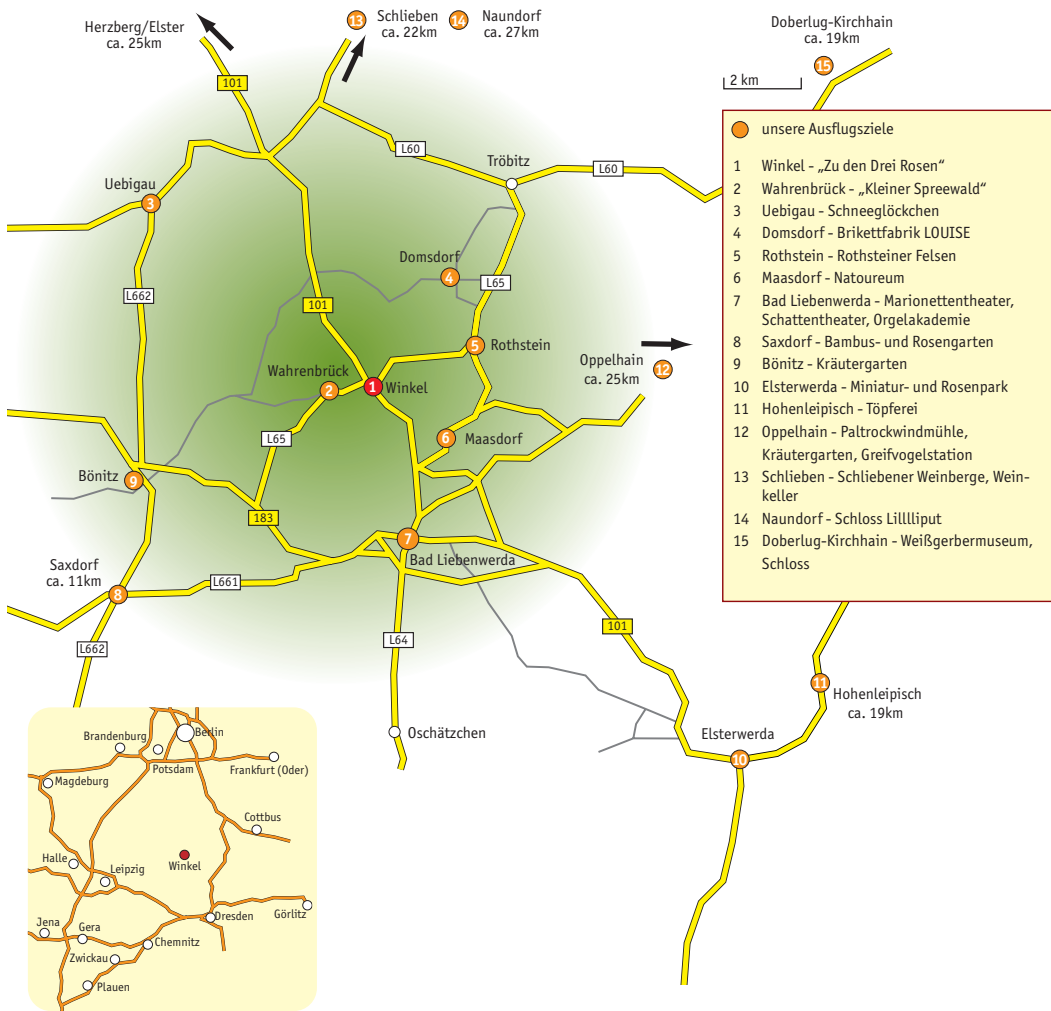 Herzberg/Elster
ca. 25km
13 Schlieben
ca. 22km
14 Naundorf
ca. 27km
Doberlug-Kirchhain
ca. 19km
15
2 km
101
L60
Tröbitz
L60
Uebigau
3
Domsdorf
4
L662
101
L65
5 Rothstein
Oppelhain
ca. 25km
12
Wahrenbrück
2
1 Winkel
L65
6 Maasdorf
Bönitz
9
183
7
Bad Liebenwerda
Saxdorf
ca. 11km
8
L661
L662
L64
101
Oschätzchen
11
Hohenleipisch
ca. 19km
Elsterwerda
10
unsere Ausflugsziele
1 Winkel - „Zu den Drei Rosen“
2 Wahrenbrück - „Kleiner Spreewald“
3 Uebigau - Schneeglöckchen
4 Domsdorf - Brikettfabrik LOUISE
5 Rothstein - Rothsteiner Felsen
6 Maasdorf - Natoureum
7 Bad Liebenwerda - Marionettentheater,
Schattentheater, Orgelakademie
8 Saxdorf - Bambus- und Rosengarten
9 Bönitz - Kräutergarten
10 Elsterwerda - Miniatur- und Rosenpark
11 Hohenleipisch - Töpferei
12 Oppelhain - Paltrockwindmühle,
Kräutergarten, Greifvogelstation
13 Schlieben - Schliebener Weinberge, Wein-
keller
14 Naundorf - Schloss Lilllliput
15 Doberlug-Kirchhain - Weißgerbermuseum,
Schloss
Berlin
Brandenburg
Potsdam
Frankfurt (Oder)
Magdeburg
Cottbus
Halle
Leipzig
Winkel
Jena
Gera
Dresden
Görlitz
Chemnitz
Zwickau
Plauen